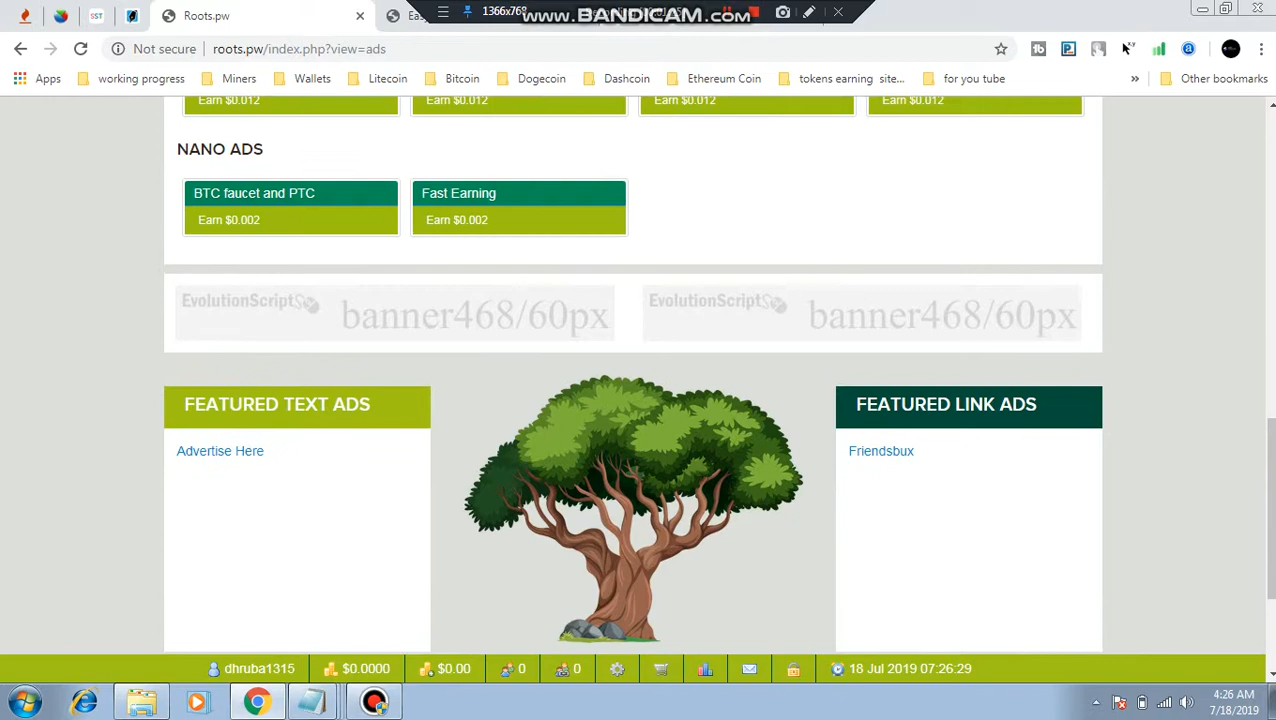 Roots.pw
Eas
1366x768
www.BANDICAM.com
Not secure
roots.pw/index.php?view=ads
Apps
working progress
Miners
Wallets
Litecoin
Bitcoin
Dogecoin
Dashcoin
Ethereum Coin
tokens earning site...
for you tube
»
Other bookmarks
Earn $0.012
Earn $0.012
Earn $0.012
Earn $0.012
NANO ADS
BTC faucet and PTC
Fast Earning
Earn $0.002
Earn $0.002
EvolutionScript
banner468/60px
EvolutionScript
banner468/60px
FEATURED TEXT ADS
FEATURED LINK ADS
Advertise Here
Friendsbux
dhruba1315
$0.0000
$0.00
0
0
18 Jul 2019 07:26:29
4:26 AM
7/18/2019